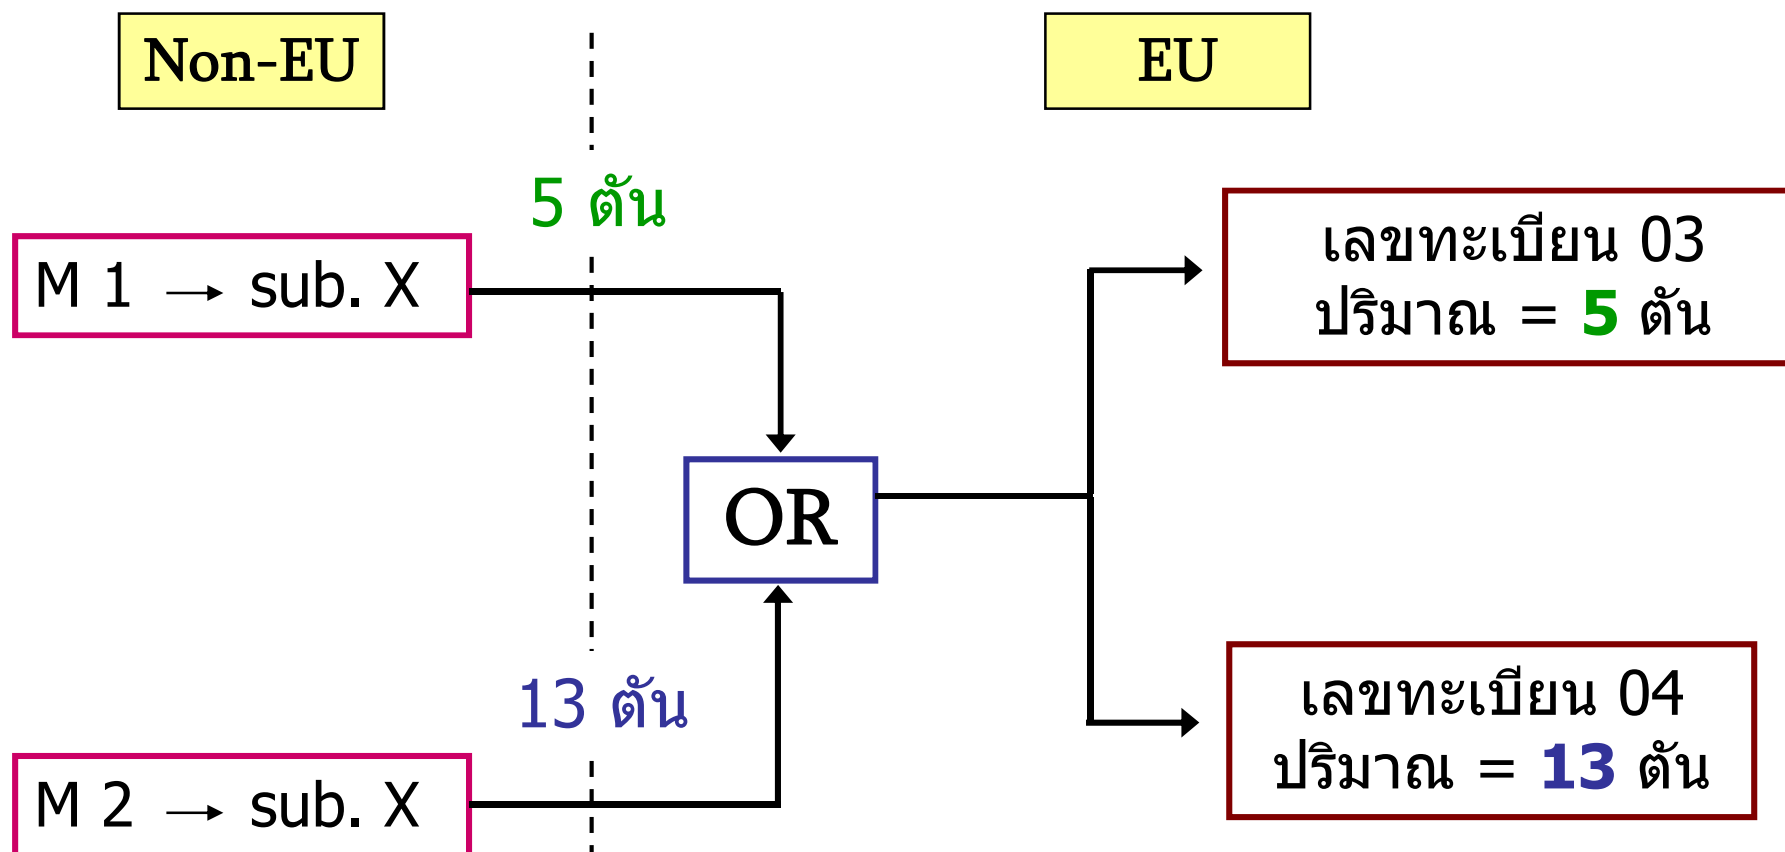 Non-EU
EU
5 ตัน
M 1 → sub. X
เลขทะเบียน 03
ปริมาณ = 5 ตัน
OR
13 ตัน
M 2 → sub. X
เลขทะเบียน 04
ปริมาณ = 13 ตัน